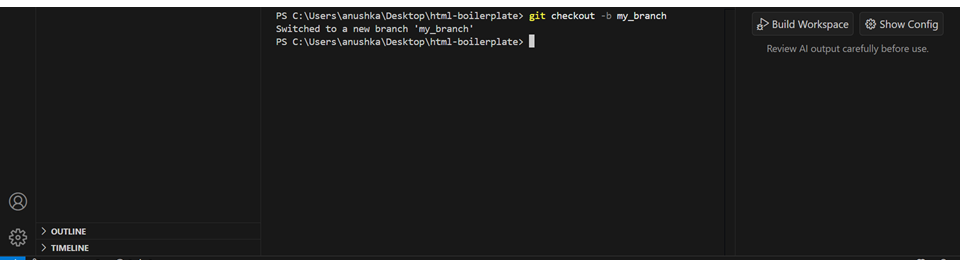 PS C:\Users\anushka\Desktop\html-boilerplate> git checkout -b my_branch
Switched to a new branch 'my_branch'
PS C:\Users\anushka\Desktop\html-boilerplate>
Build Workspace
Show Config
Review AI output carefully before use.
OUTLINE
TIMELINE